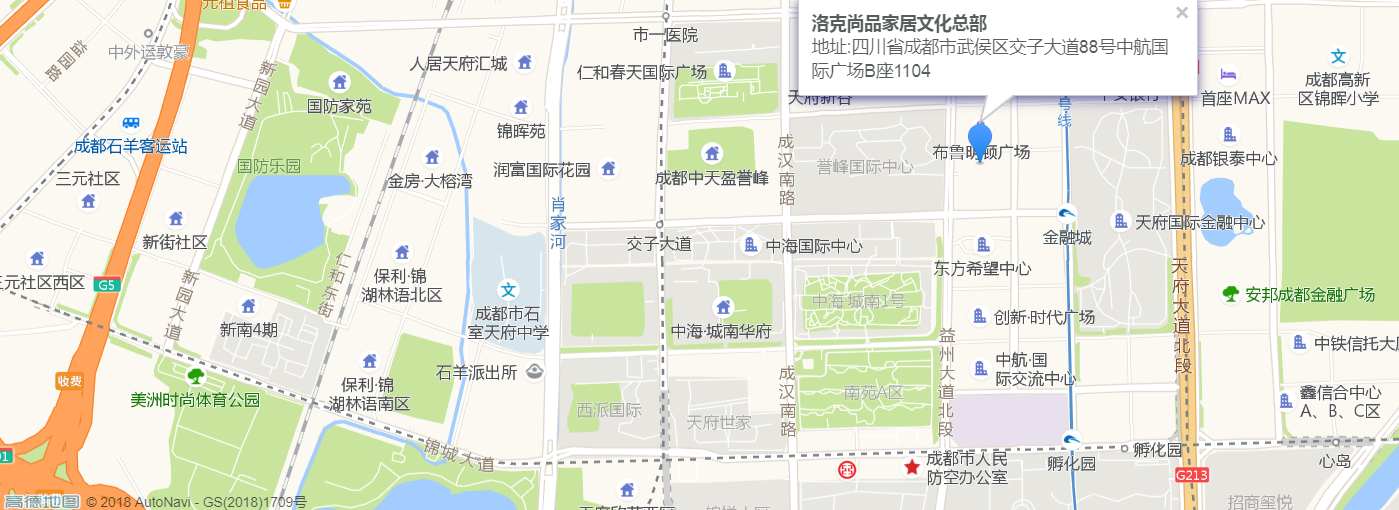 元祖食品
中外运敦豪
新园大道
成都石羊客运站
三元社区
新街社区
三元社区西区
G5
新园大道
新南4期
收费
美洲时尚体育公园
国防家苑
国防乐园
仁和东街
人居天府汇城
锦晖苑
金房·大榕湾
润富国际花园
保利·锦
湖林语北区
保利·锦
湖林语南区
肖家河
成都市石
室天府中学
石羊派出所
锦城大道
市一医院
仁和春天国际广场
成都中天盈誉峰
交子大道
中海国际中心
中海·城南华府
中海·城南1号
西派国际
天府世家
南苑A区
成汉南路
成汉南路
誉峰国际中心
洛克尚品家居文化总部
地址:四川省成都市武侯区交子大道88号中航国
际广场B座1104
天府新谷
布鲁明顿广场
号线
首座MAX
成都高新
区锦晖小学
成都银泰中心
天府国际金融中心
金融城
东方希望中心
创新·时代广场
中航·国
际交流中心
益州大道北段
天府大道北段
安邦成都金融广场
中铁信托大厦
鑫信合中心
A、B、C区
孵化园
孵化园
心岛
成都市人民
防空办公室
G213
招商玺悦
高德地图 © 2018 AutoNavi - GS(2018)1709号